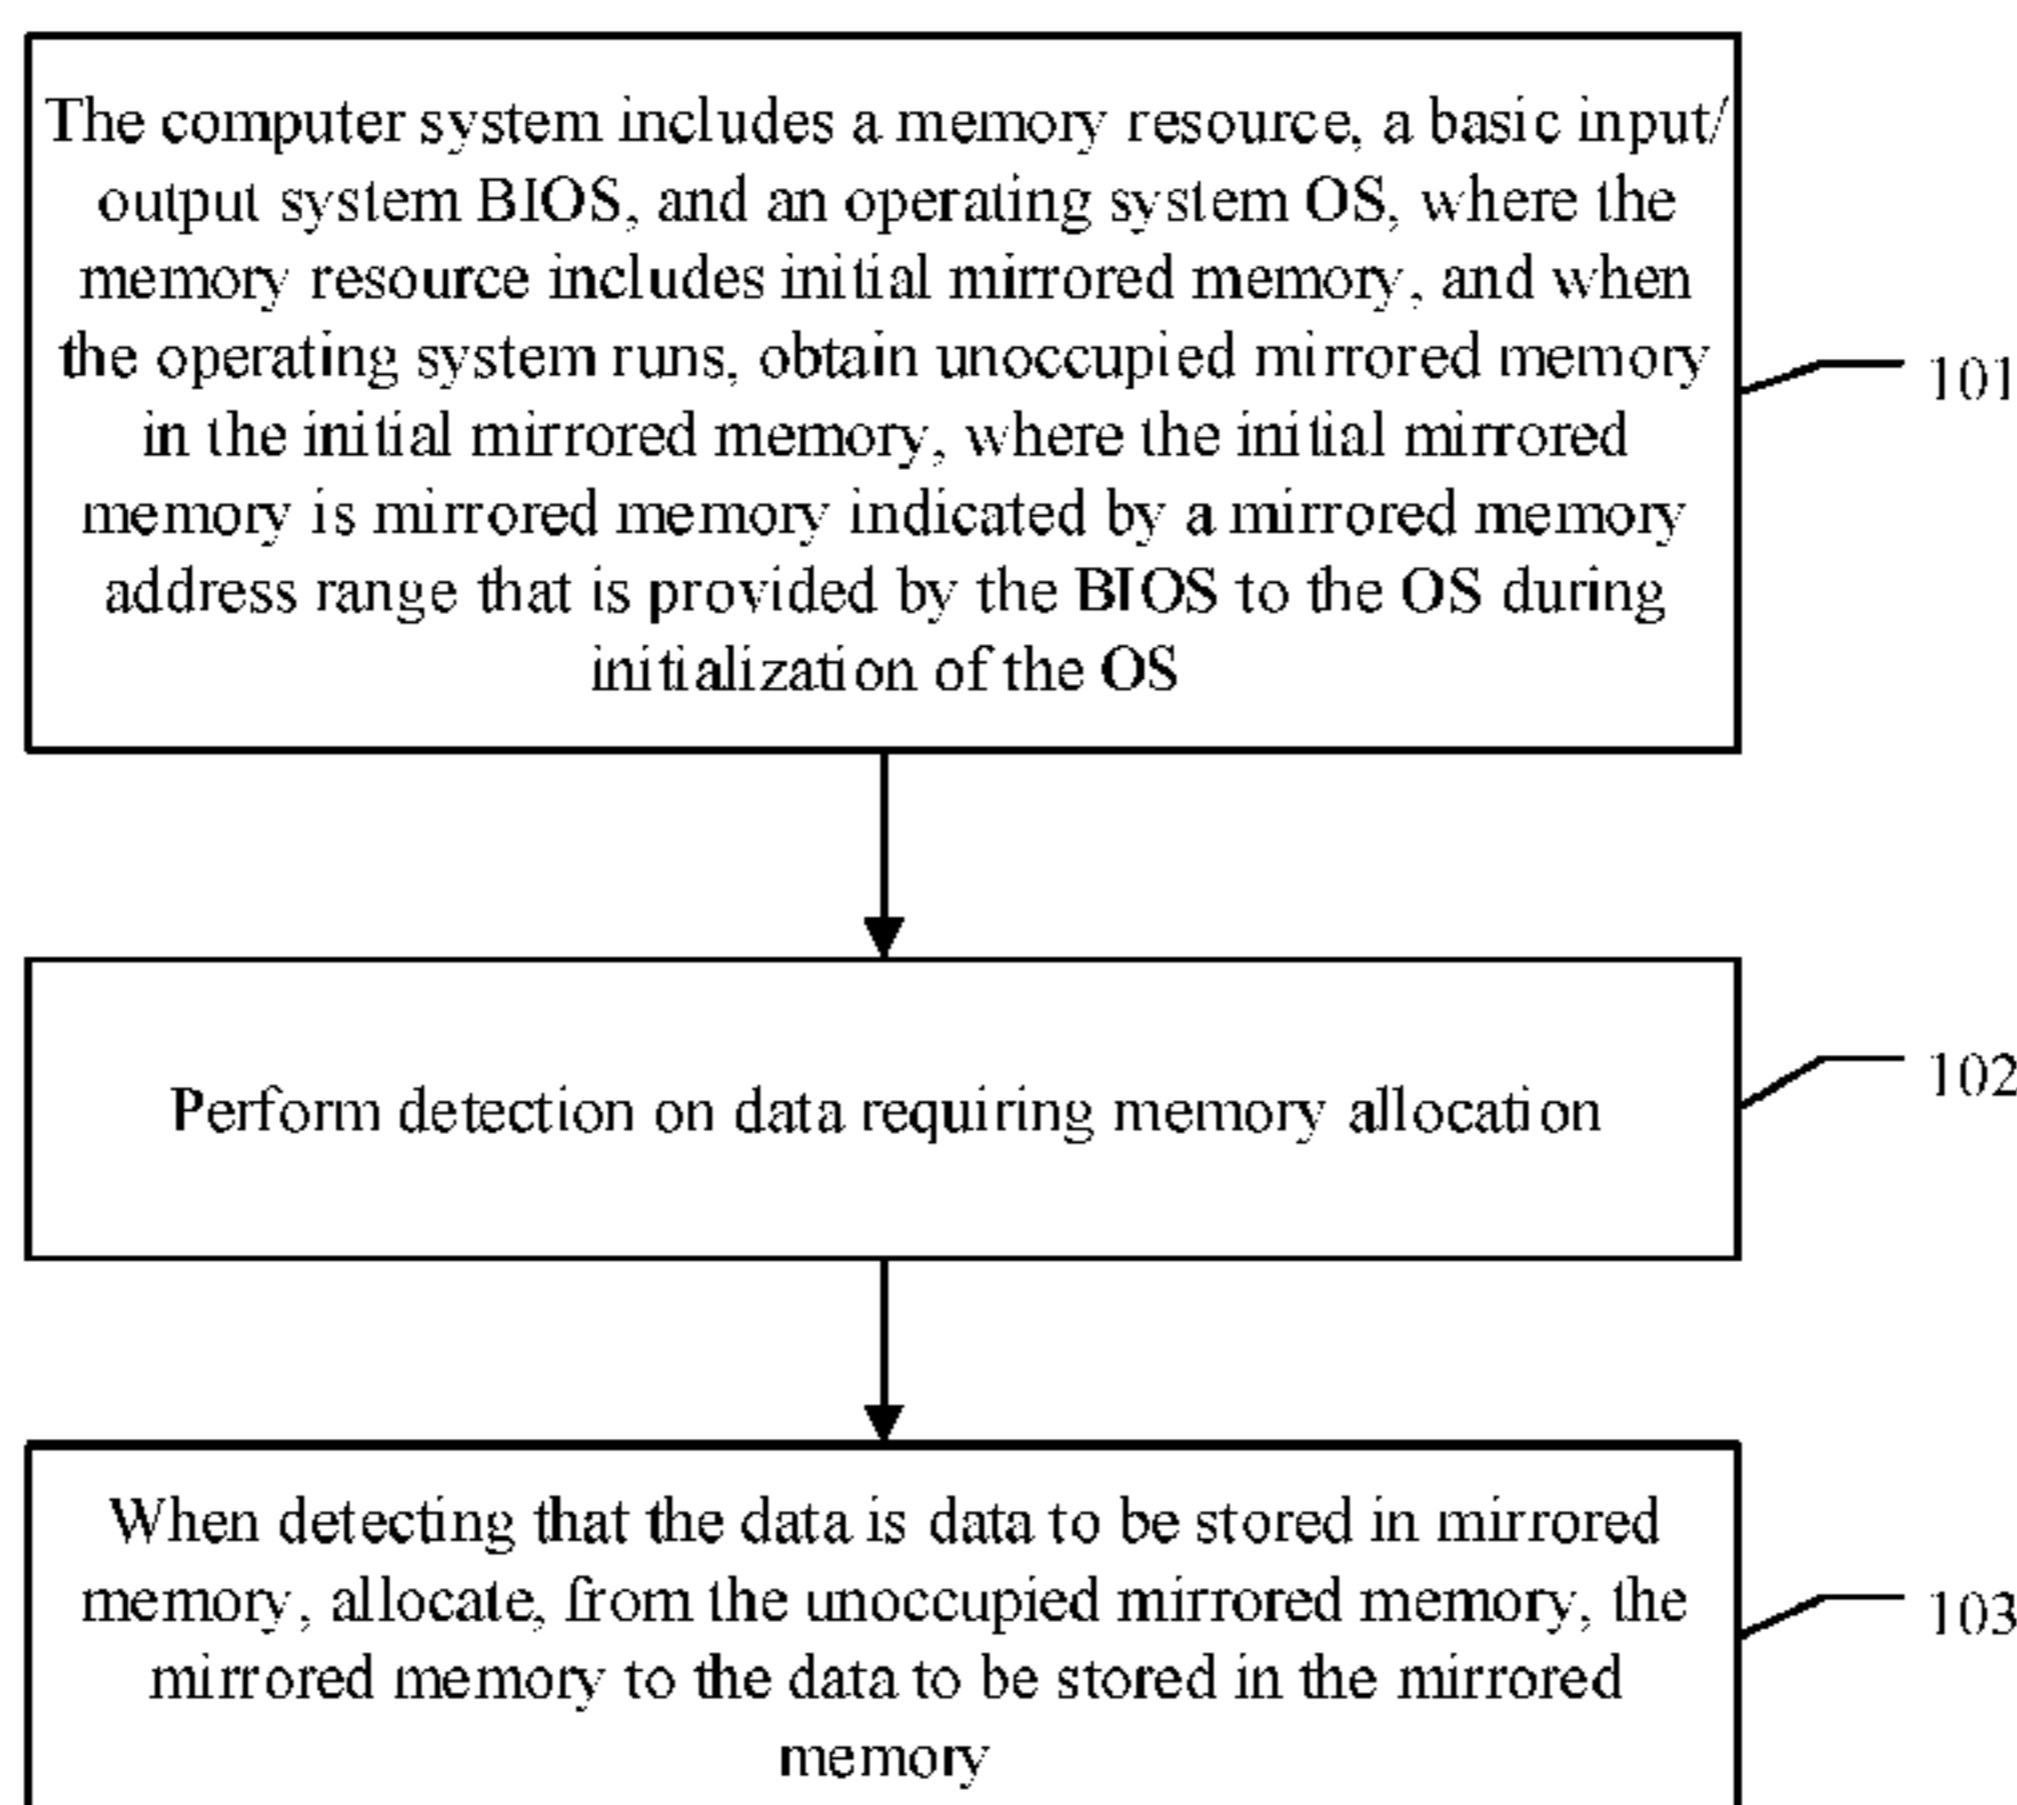 The computer system includes a memory resource, a basic input/
output system BIOS, and an operating system OS, where the
memory resource includes initial mirrored memory, and when
the operating system runs, obtain unoccupied mirrored memory
in the initial mirrored memory, where the initial mirrored
memory is mirrored memory indicated by a mirrored memory
address range that is provided by the BIOS to the OS during
initialization of the OS
101
Perform detection on data requiring memory allocation
102
When detecting that the data is data to be stored in mirrored
memory, allocate, from the unoccupied mirrored memory, the
mirrored memory to the data to be stored in the mirrored
memory
103